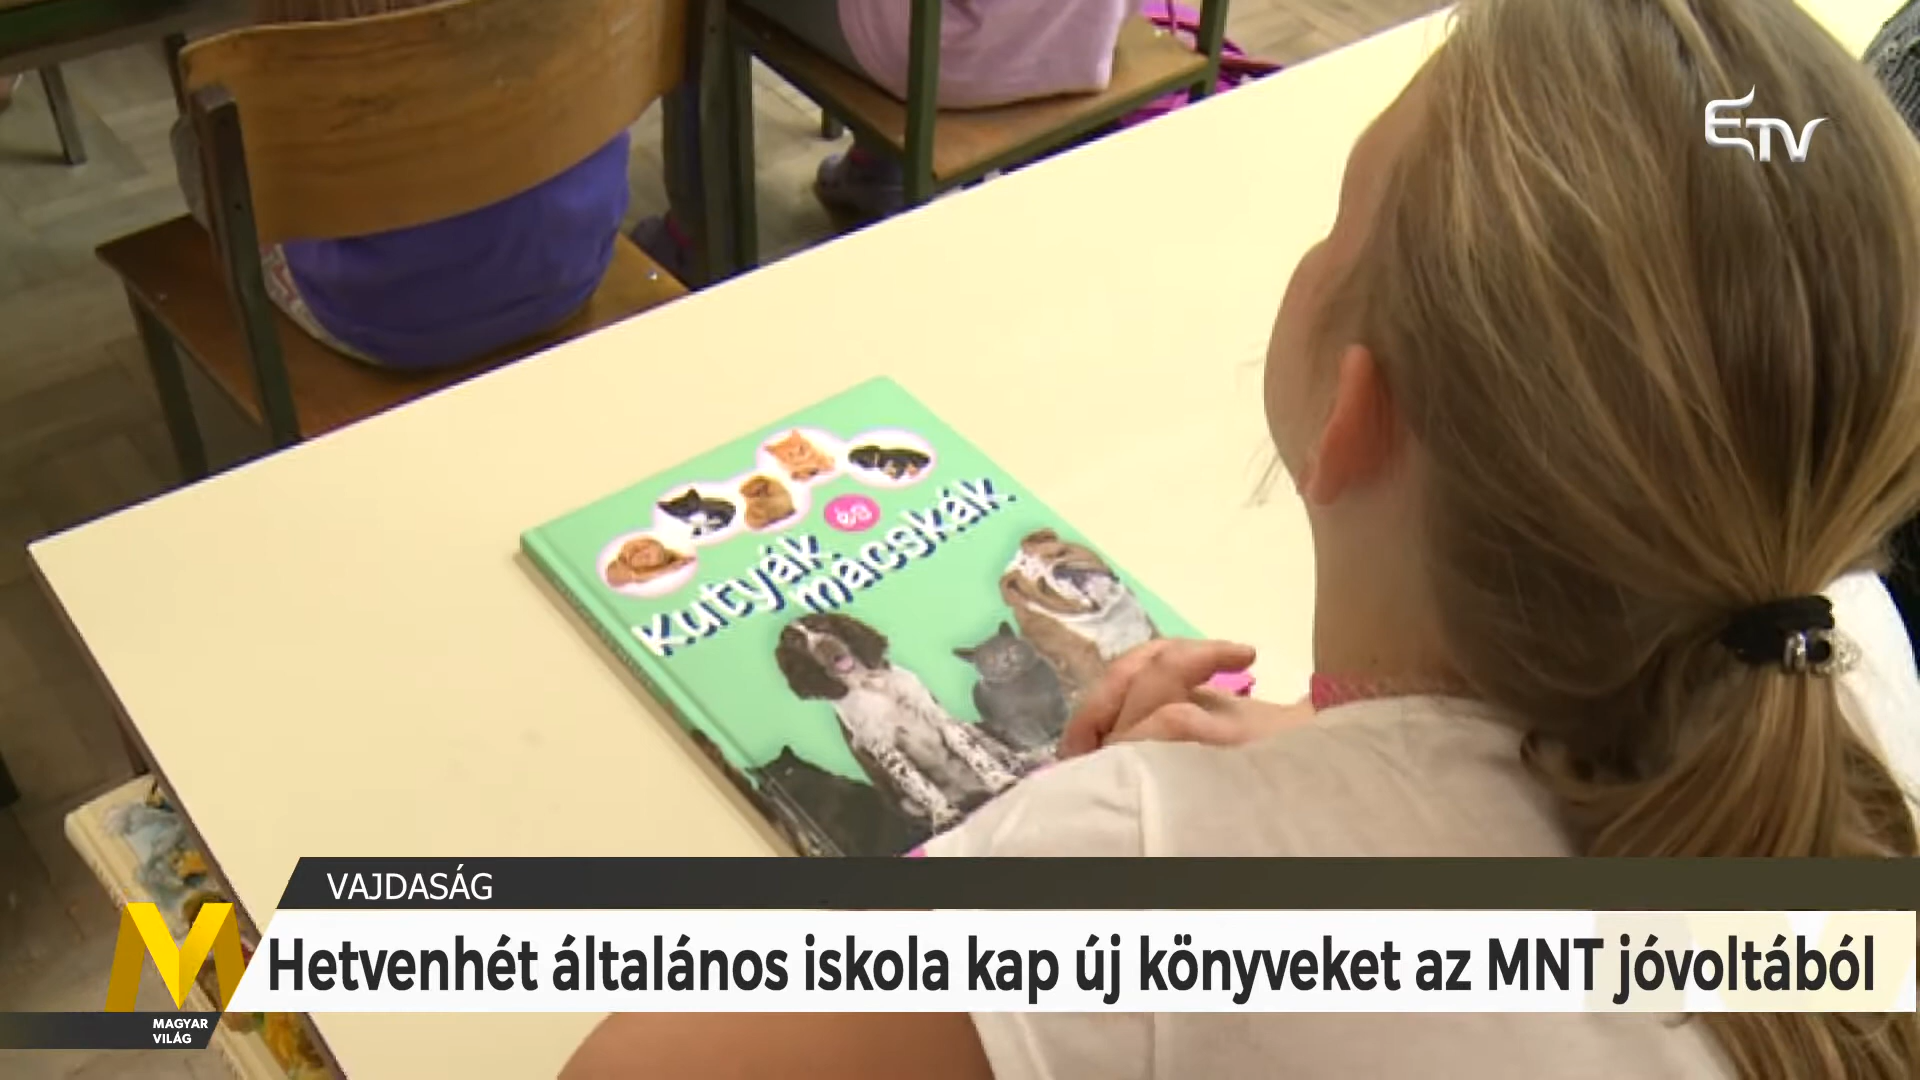 ETV
Kutyák és
macskák
VAJDASÁG
Hetvenhét általános iskola kap új könyveket az MNT jóvoltából
MAGYAR
VILÁG